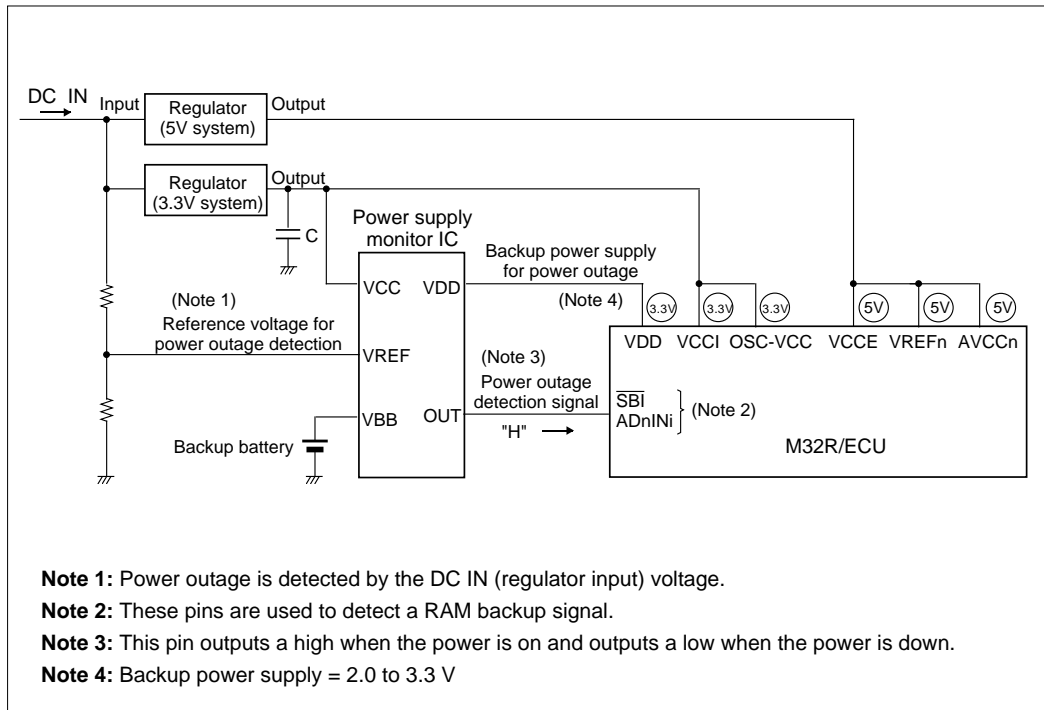 DC IN
Input
Regulator
(5V system)
Output
Regulator
(3.3V system)
Output
C
Power supply
monitor IC
VCC
VDD
VREF
VBB
OUT
Backup power supply
for power outage
(Note 4)
(Note 1)
Reference voltage for
power outage detection
Backup battery
(Note 3)
Power outage
detection signal
"H"
3.3V
3.3V
3.3V
5V
5V
5V
VDD VCCI OSC-VCC VCCE VREFn AVCCn
SBI
ADnINi
(Note 2)
M32R/ECU
Note 1: Power outage is detected by the DC IN (regulator input) voltage.
Note 2: These pins are used to detect a RAM backup signal.
Note 3: This pin outputs a high when the power is on and outputs a low when the power is down.
Note 4: Backup power supply = 2.0 to 3.3 V